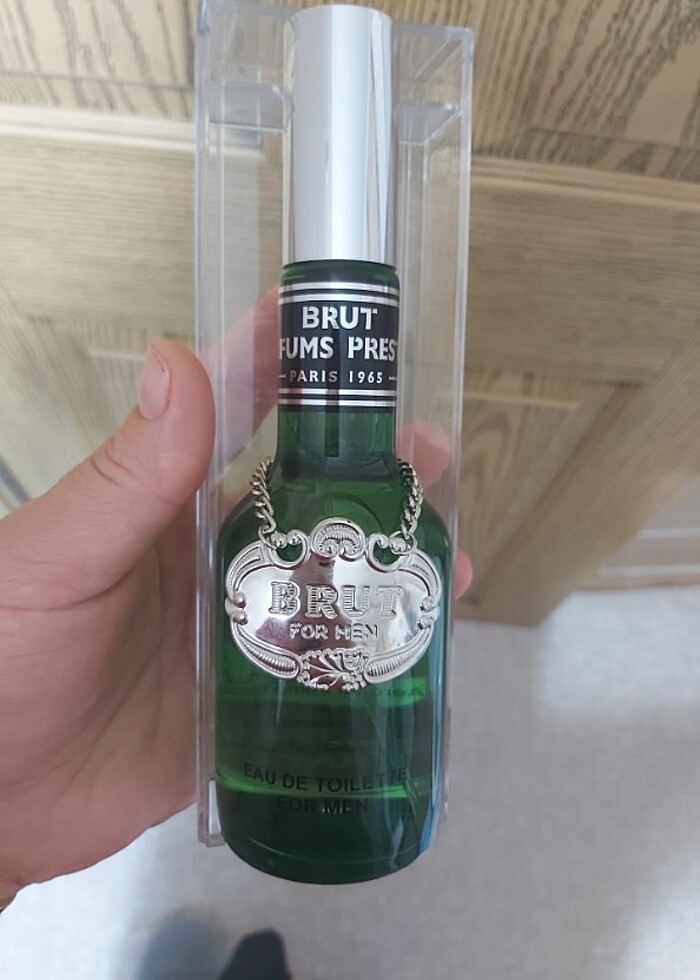 BRUT
FUMS PRES
PARIS 1965
BRUT
FOR MEN
EAU DE TOILETTE
FOR MEN